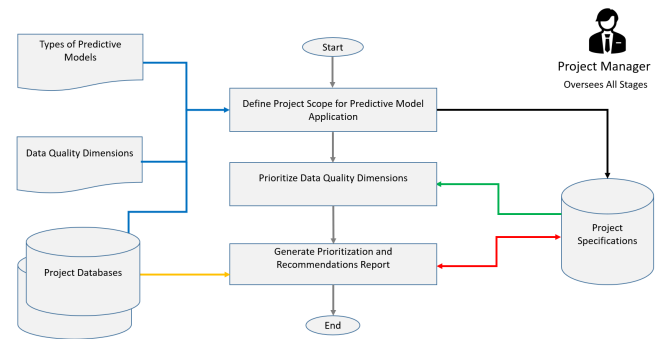 Types of Predictive
Models
Start
Project Manager
Oversees All Stages
Define Project Scope for Predictive Model
Application
Data Quality Dimensions
Prioritize Data Quality Dimensions
Project
Specifications
Project Databases
Generate Prioritization and
Recommendations Report
End